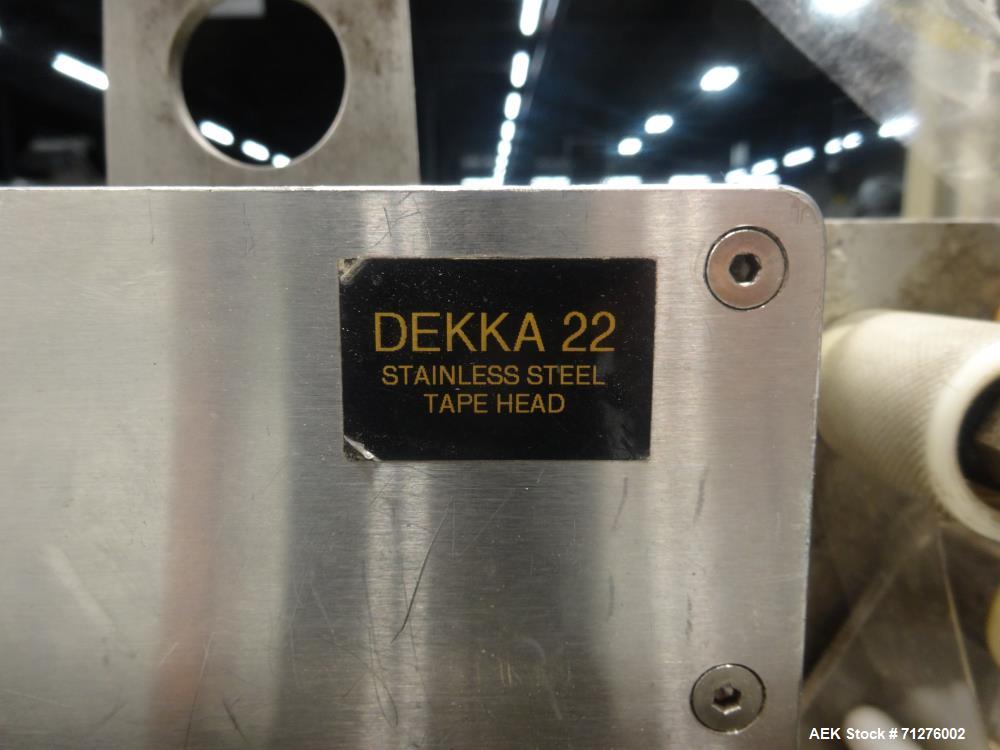 DEKKA 22
STAINLESS STEEL
TAPE HEAD
AEK Stock # 71276002